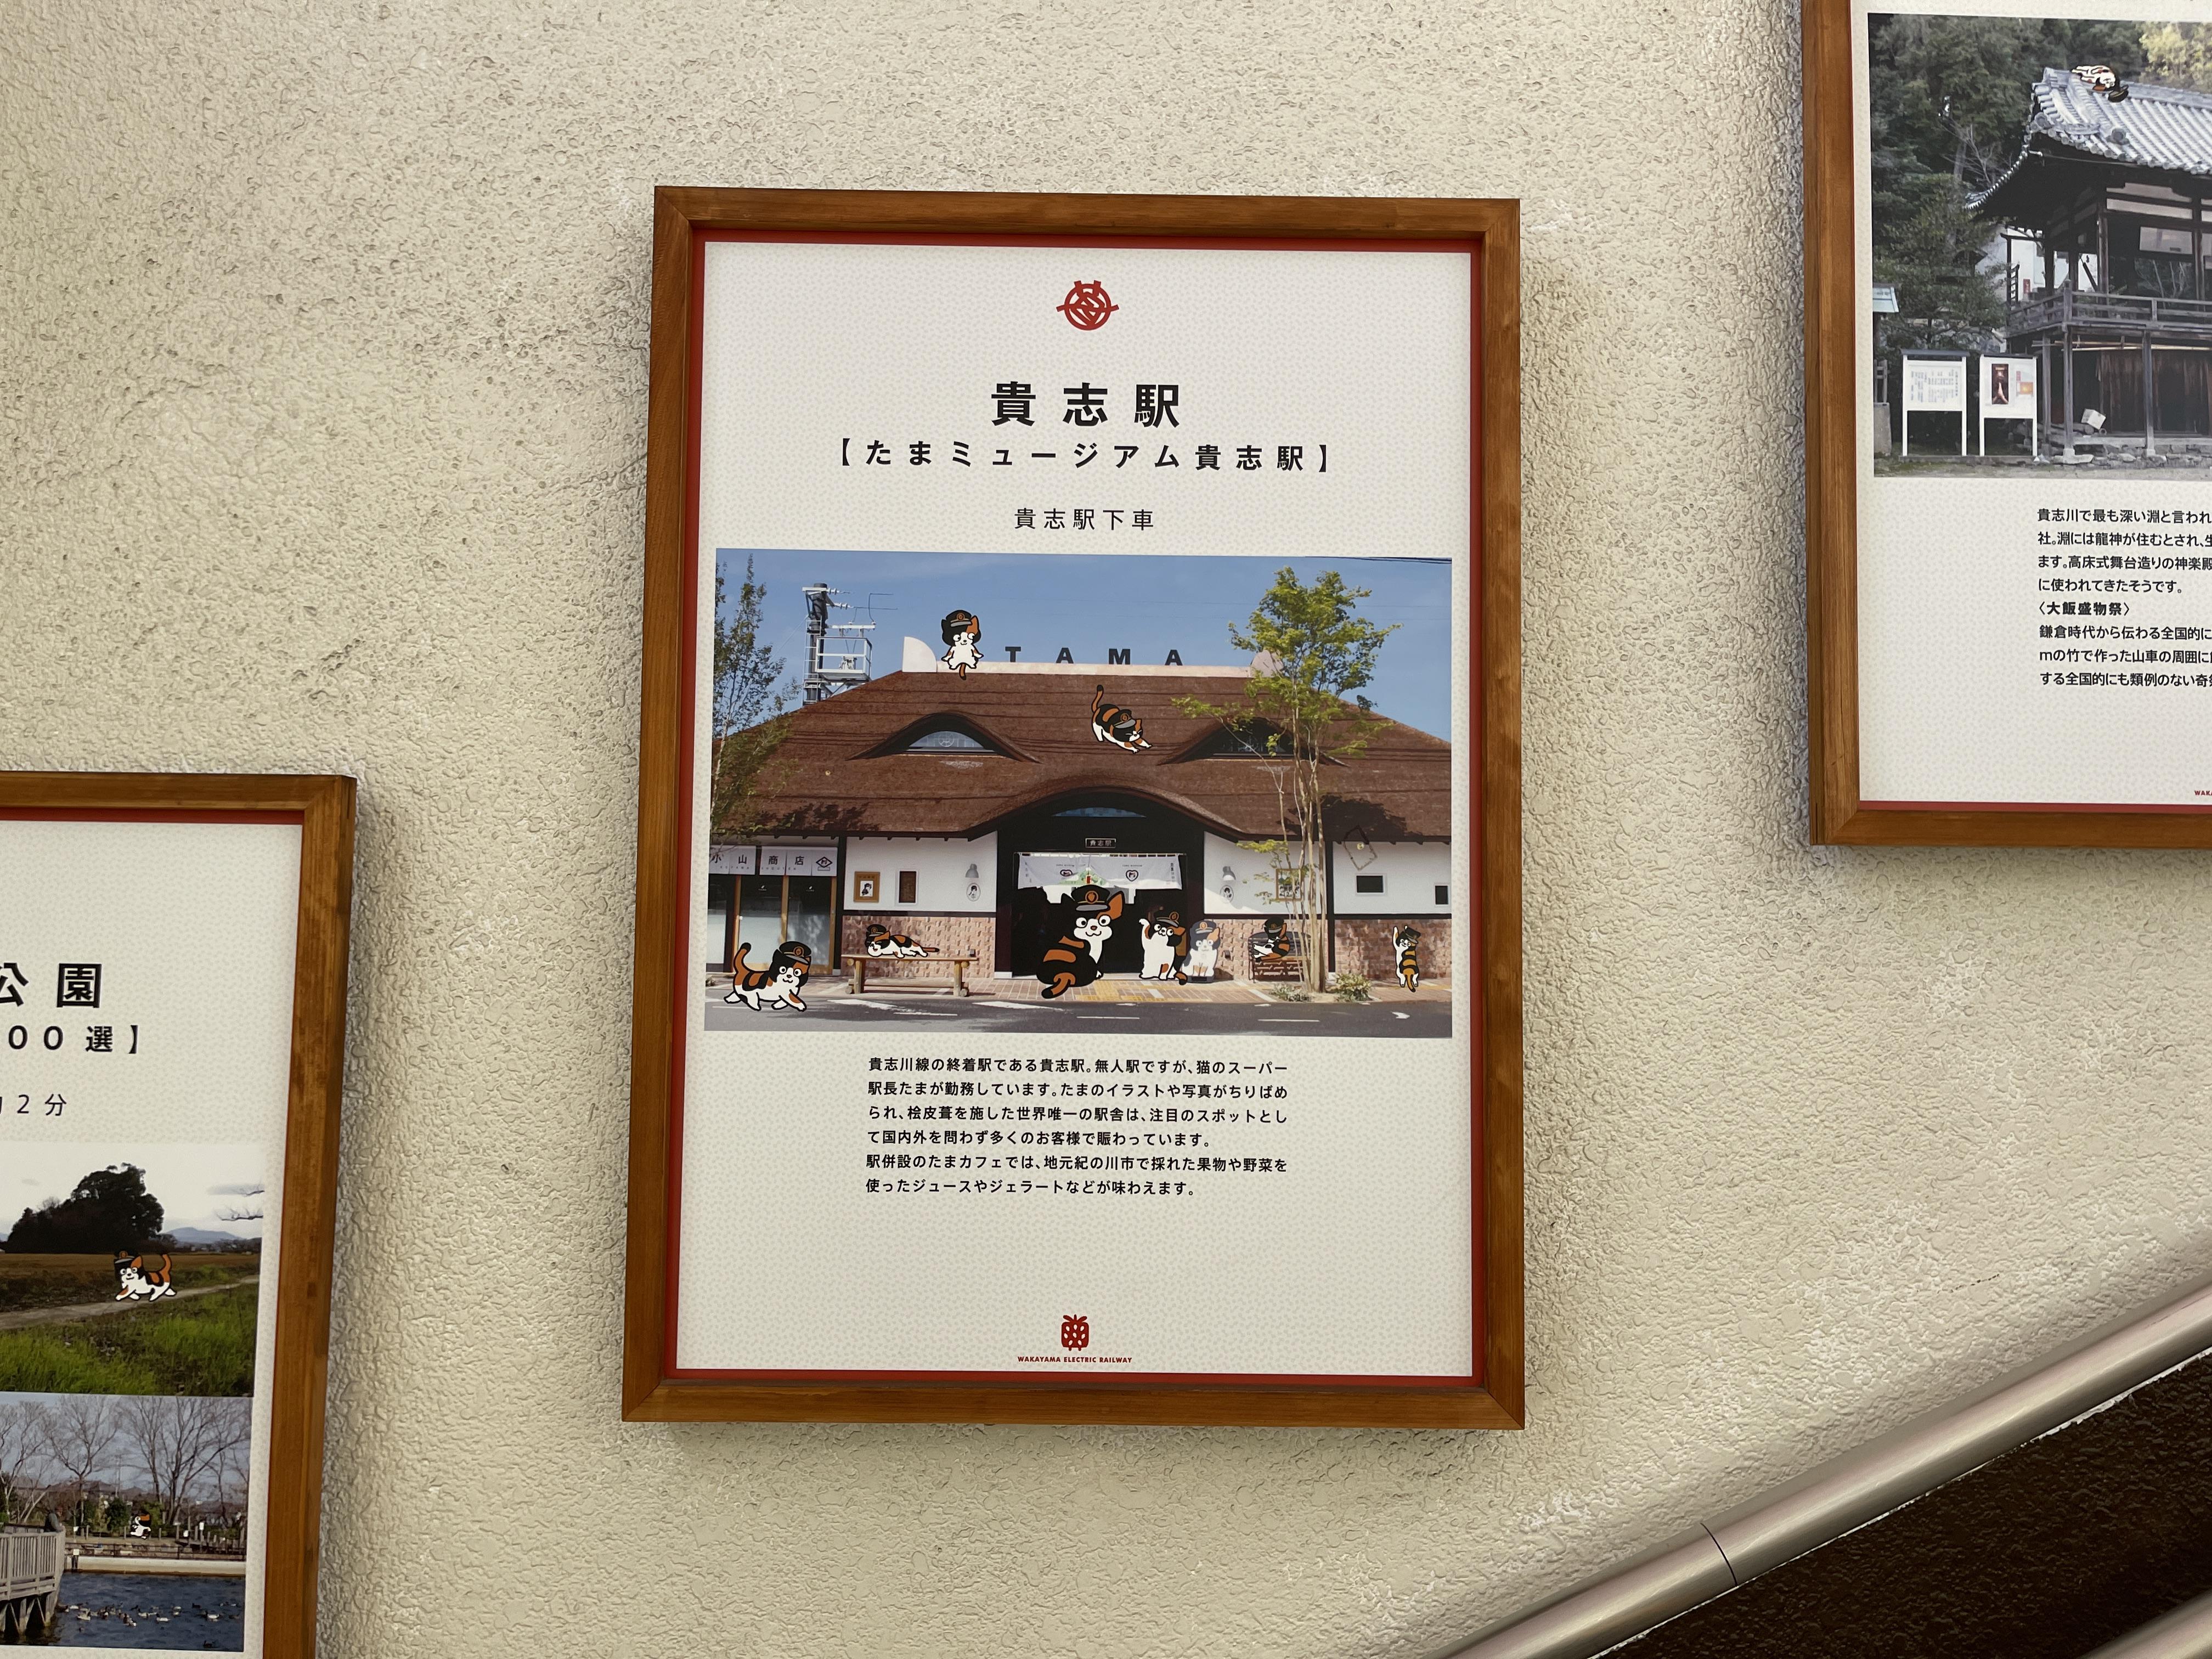 貴志駅
【たまミュージアム貴志駅】
貴志駅下車
TAMA
貴志駅
小山商店
貴志川線の終着駅である貴志駅。無人駅ですが、猫のスーパー
駅長たまが勤務しています。たまのイラストや写真がちりばめ
られ、桧皮葺を施した世界唯一の駅舎は、注目のスポットとし
て国内外を問わず多くのお客様で賑わっています。
駅併設のたまカフェでは、地元紀の川市で採れた果物や野菜を
使ったジュースやジェラートなどが味わえます。
WAKAYAMA ELECTRIC RAILWAY
公園
00選】
2分
貴志川で最も深い淵と言われ
社。淵には龍神が住むとされ、生
ます。高床式舞台造りの神楽殿
に使われてきたそうです。
〈大飯盛物祭〉
鎌倉時代から伝わる全国的に
mの竹で作った山車の周囲に
する全国的にも類例のない奇
WAK